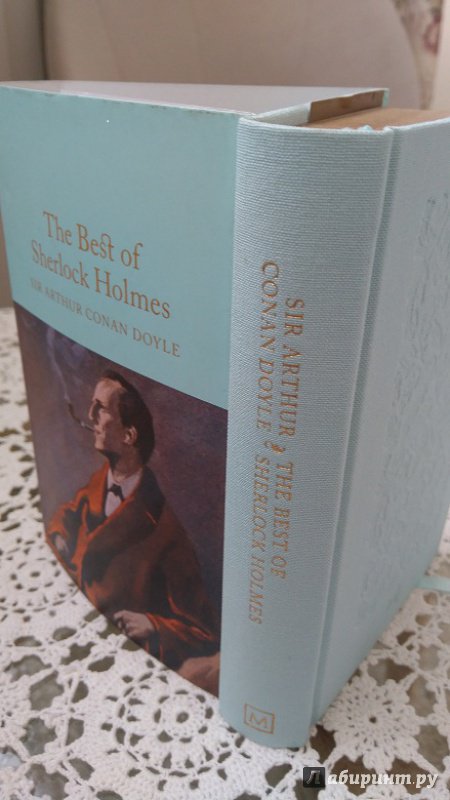 The Best of
Sherlock Holmes
SIR ARTHUR CONAN DOYLE
SIR ARTHUR
CONAN DOYLE
THE BEST OF
SHERLOCK HOLMES
M
Лабиринт.ру